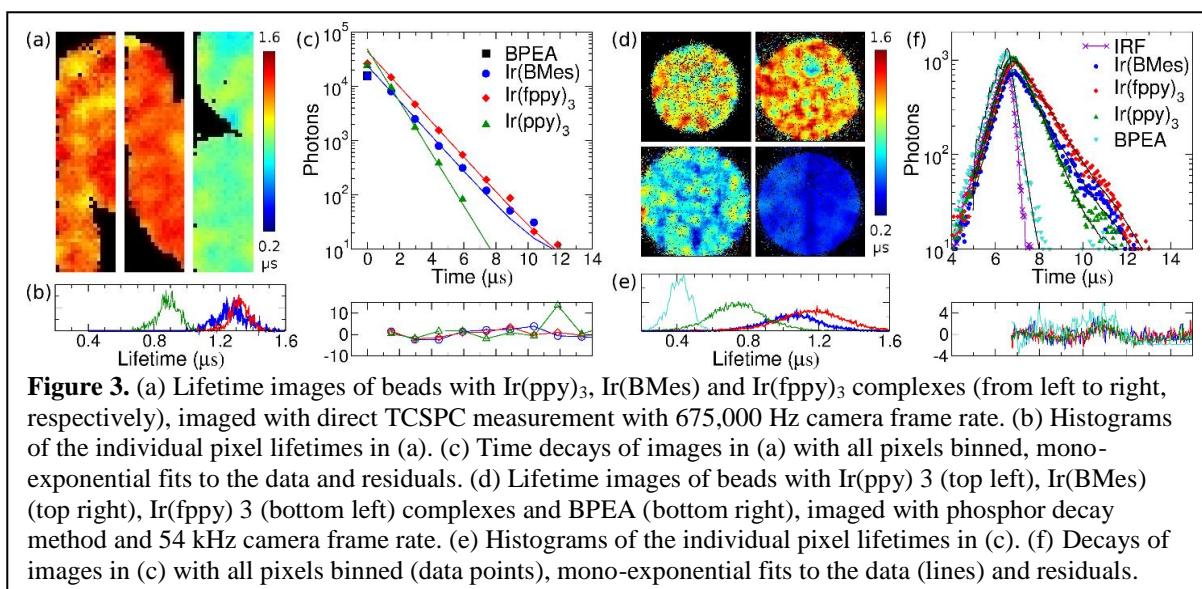 (a)
1.6
0.2
μs
(b)
0.4 0.8 1.2 1.6
Lifetime (μs)
(c)
10^5
10^4
10^3
10^2
10^1
Photons
BPEA
Ir(BMes)
Ir(fppy)3
Ir(ppy)3
0 2 4 6 8 10 12 14
Time (μs)
10
0
-10
(d)
1.6
0.2
μs
(e)
0.4 0.8 1.2 1.6
Lifetime (μs)
(f)
10^3
10^2
10^1
Photons
IRF
Ir(BMes)
Ir(fppy)3
Ir(ppy)3
BPEA
4 5 6 7 8 9 11 13 15
Time (μs)
4
0
-4
Figure 3. (a) Lifetime images of beads with Ir(ppy)3, Ir(BMes) and Ir(fppy)3 complexes (from left to right,
respectively), imaged with direct TCSPC measurement with 675,000 Hz camera frame rate. (b) Histograms
of the individual pixel lifetimes in (a). (c) Time decays of images in (a) with all pixels binned, mono-
exponential fits to the data and residuals. (d) Lifetime images of beads with Ir(ppy) 3 (top left), Ir(BMes)
(top right), Ir(fppy) 3 (bottom left) complexes and BPEA (bottom right), imaged with phosphor decay
method and 54 kHz camera frame rate. (e) Histograms of the individual pixel lifetimes in (c). (f) Decays of
images in (c) with all pixels binned (data points), mono-exponential fits to the data (lines) and residuals.